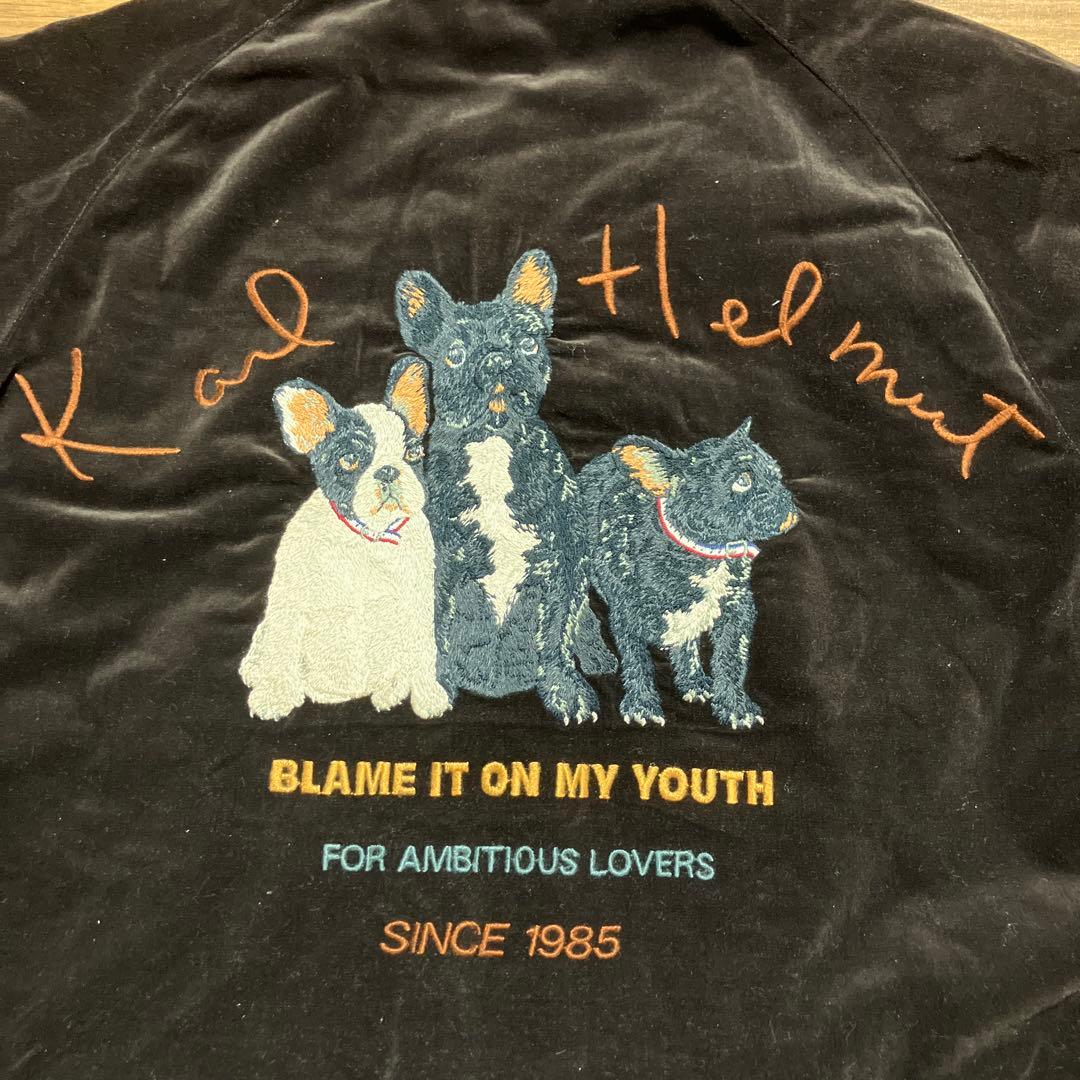 Karl Helmut
BLAME IT ON MY YOUTH
FOR AMBITIOUS LOVERS
SINCE 1985